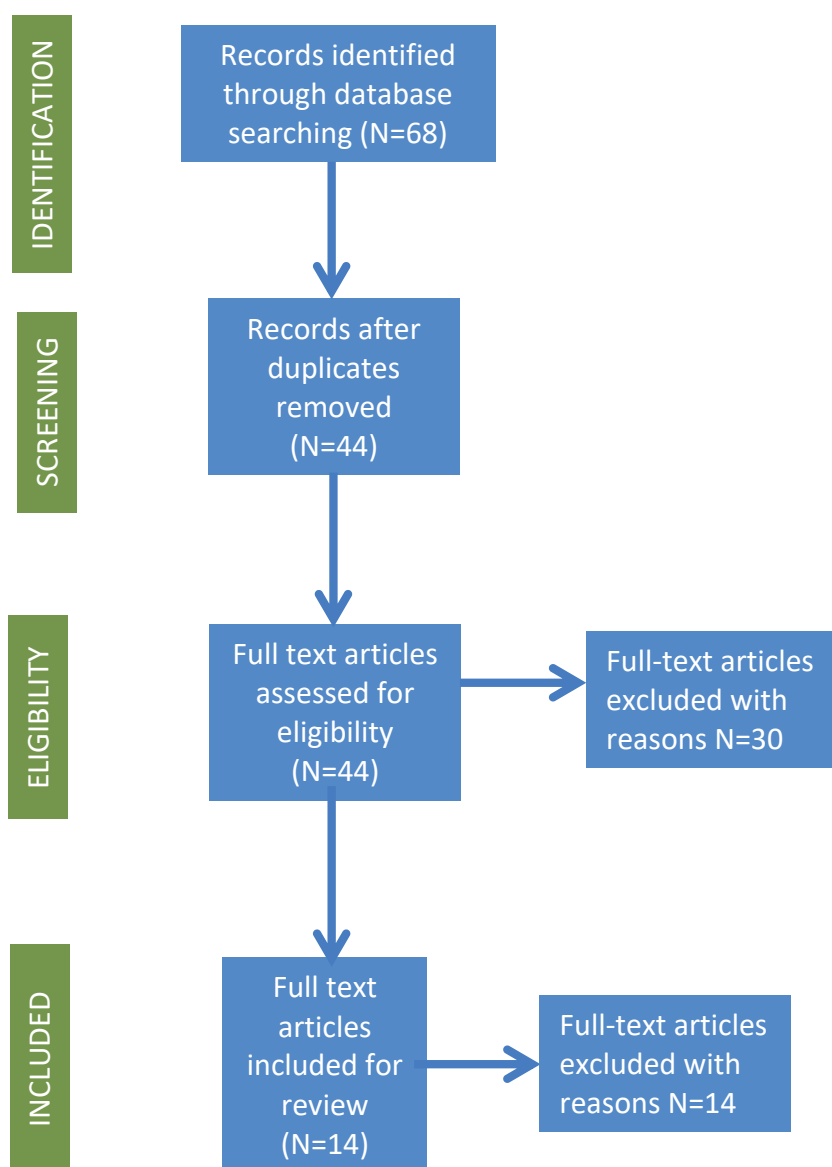 IDENTIFICATION
Records identified
through database
searching (N=68)
SCREENING
Records after
duplicates
removed
(N=44)
ELIGIBILITY
Full text articles
assessed for
eligibility
(N=44)
Full-text articles
excluded with
reasons N=30
INCLUDED
Full text
articles
included for
review
(N=14)
Full-text articles
excluded with
reasons N=14